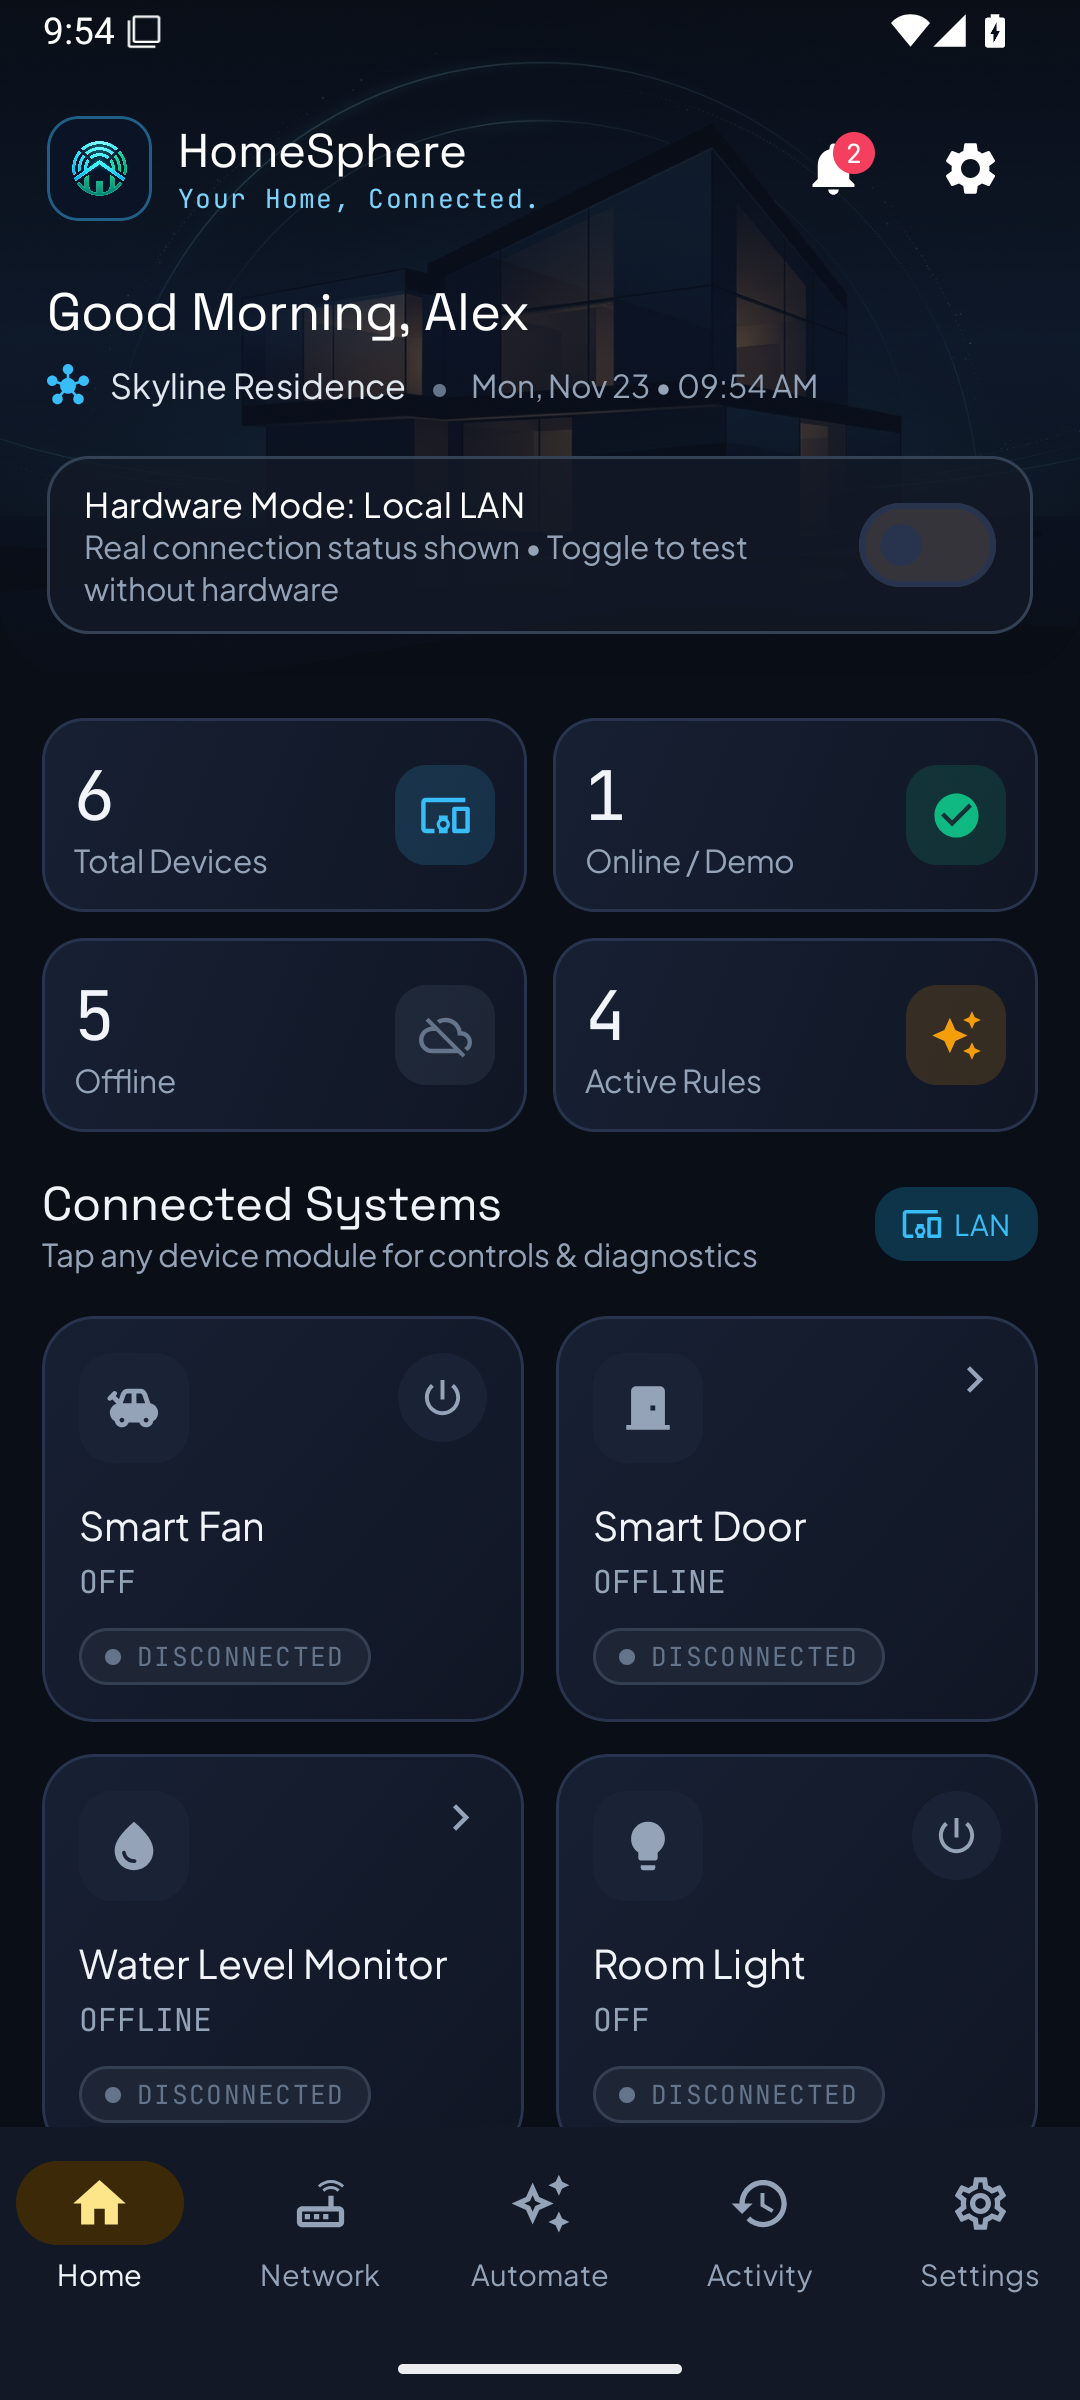 9:54
HomeSphere
Your Home, Connected.
2
Good Morning, Alex
Skyline Residence • Mon, Nov 23 • 09:54 AM
Hardware Mode: Local LAN
Real connection status shown • Toggle to test
without hardware
6
Total Devices
1
Online / Demo
5
Offline
4
Active Rules
Connected Systems
Tap any device module for controls & diagnostics
LAN
Smart Fan
OFF
DISCONNECTED
Smart Door
OFFLINE
DISCONNECTED
Water Level Monitor
OFFLINE
DISCONNECTED
Room Light
OFF
DISCONNECTED
Home
Network
Automate
Activity
Settings